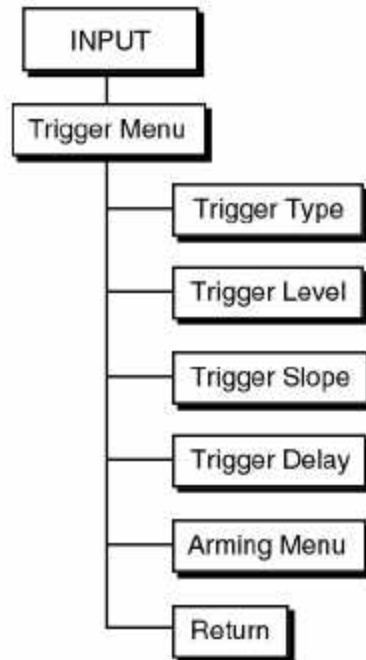 INPUT
Trigger Menu
Trigger Type
Trigger Level
Trigger Slope
Trigger Delay
Arming Menu
Return